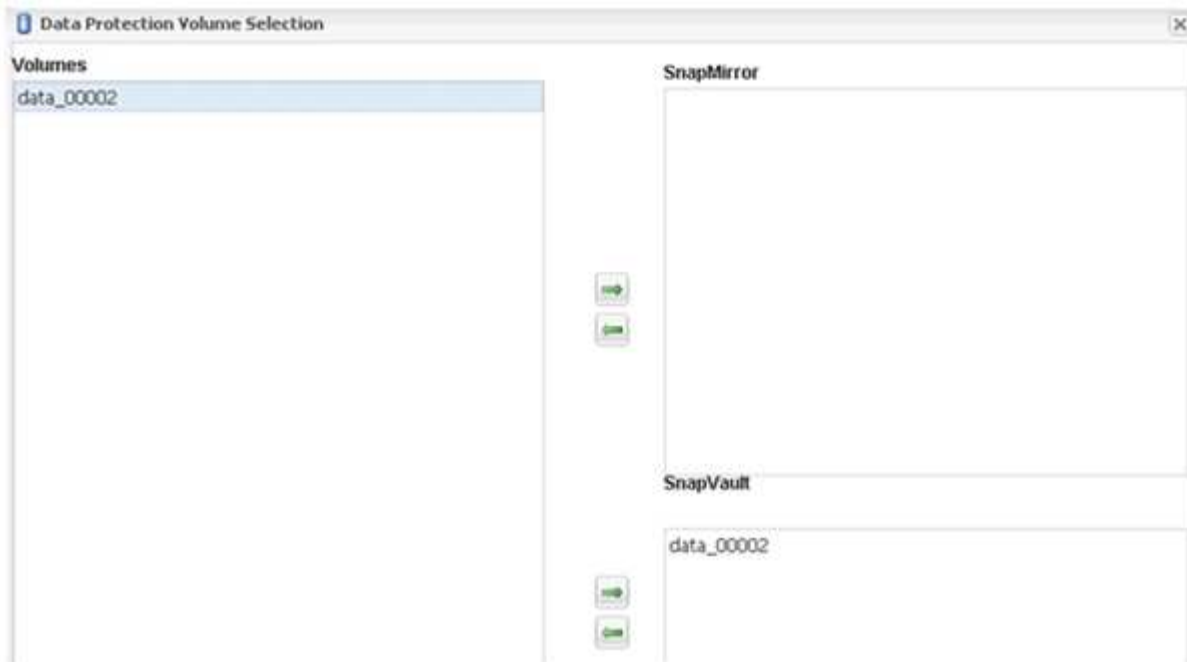 Data Protection Volume Selection
Volumes
data_00002
SnapMirror
SnapVault
data_00002